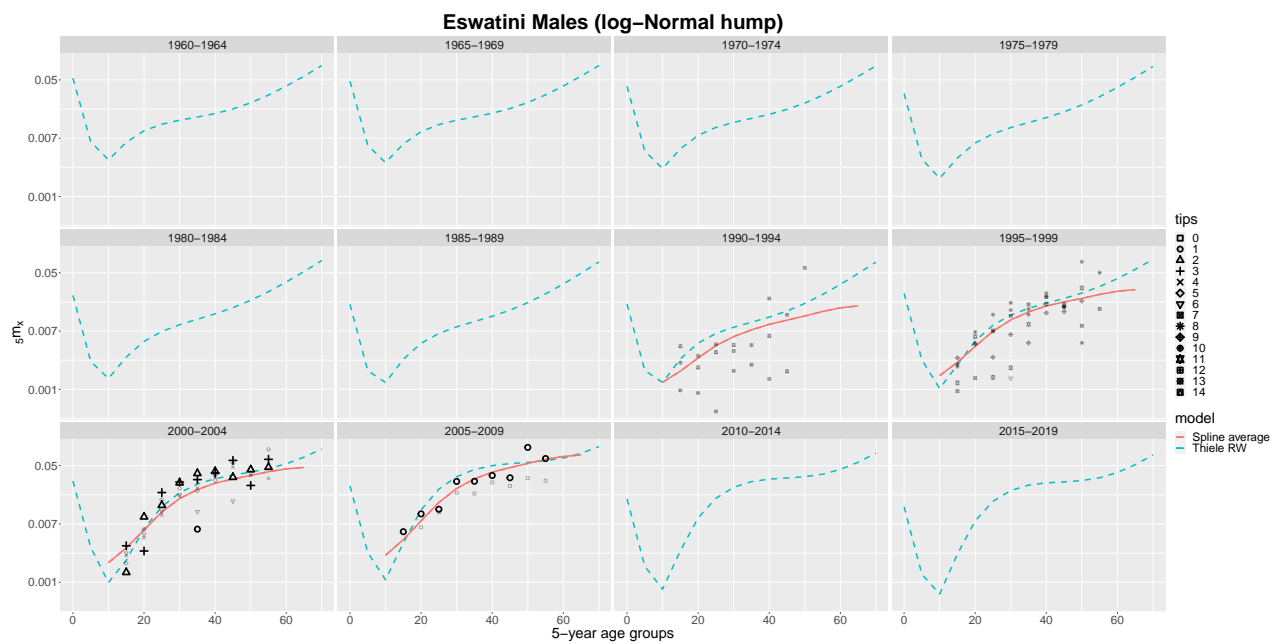 Eswatini Males (log−Normal hump)
1960−1964 1965−1969 1970−1974 1975−1979
0.05
0.007
0.001
1980−1984 1985−1989 1990−1994 1995−1999
0.05
0.007
0.001
2000−2004 2005−2009 2010−2014 2015−2019
0.05
0.007
0.001
0 20 40 60 0 20 40 60 0 20 40 60 0 20 40 60
5−year age groups
5mx
tips
0
1
2
3
4
5
6
7
8
9
10
11
12
13
14
model
Spline average
Thiele RW